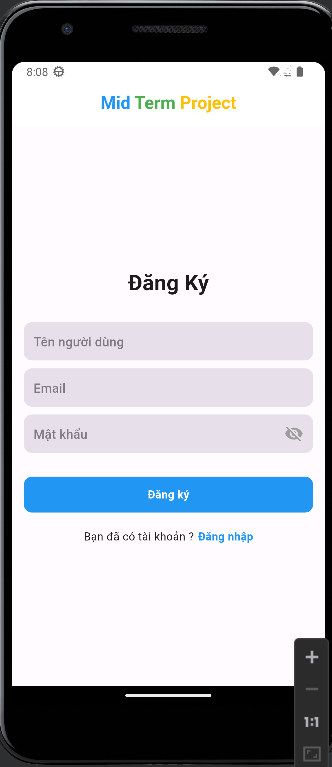 8:08
Mid Term Project
Đăng Ký
Tên người dùng
Email
Mật khẩu
Đăng ký
Bạn đã có tài khoản ? Đăng nhập
1:1